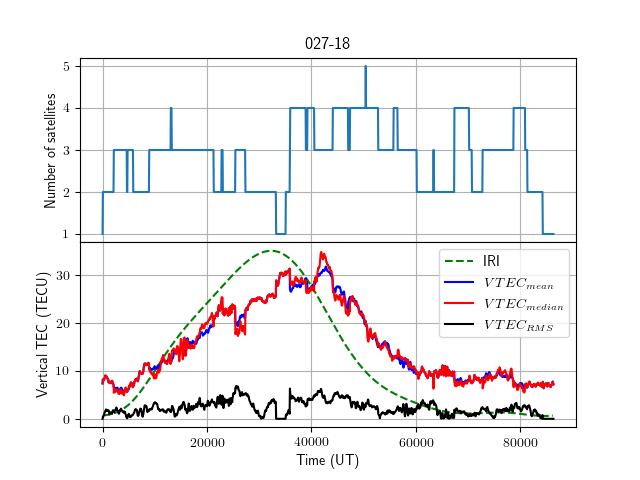 027-18
Number of satellites
5
4
3
2
1
Vertical TEC (TECU)
30
20
10
0
IRI
VTEC_mean
VTEC_median
VTEC_RMS
0 20000 40000 60000 80000
Time (UT)